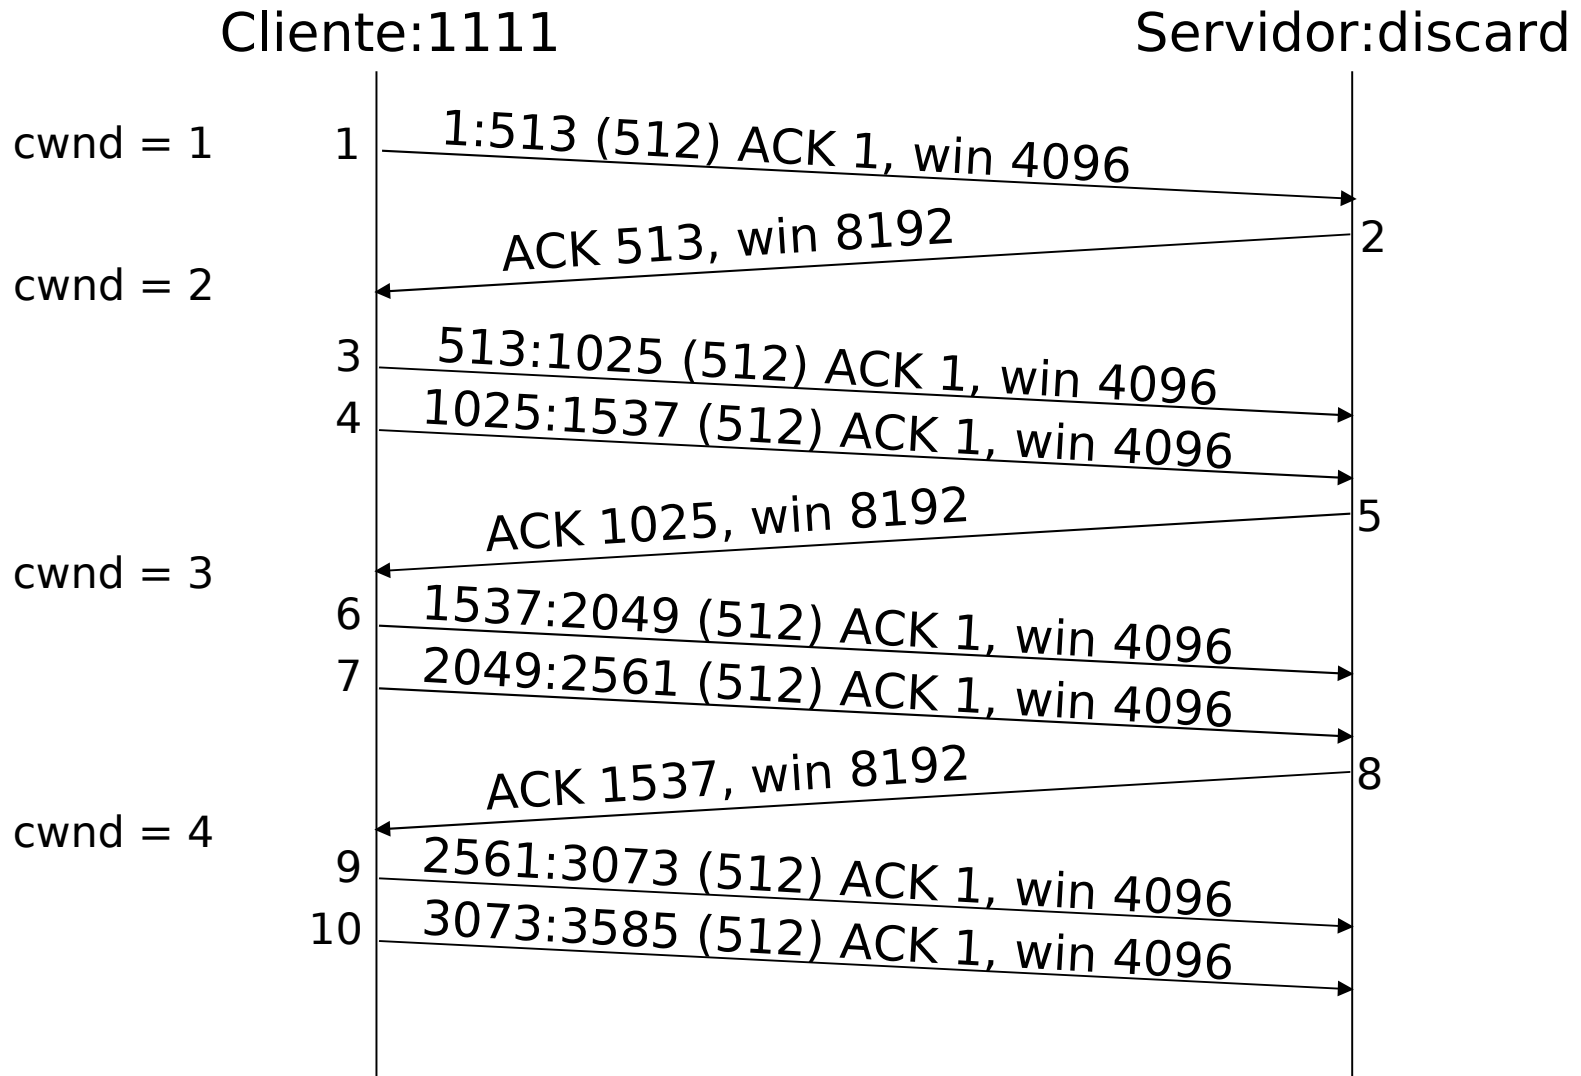 Cliente:1111 Servidor:discard
cwnd = 1 1 1:513 (512) ACK 1, win 4096
ACK 513, win 8192 2
cwnd = 2
3 513:1025 (512) ACK 1, win 4096
4 1025:1537 (512) ACK 1, win 4096
ACK 1025, win 8192 5
cwnd = 3
6 1537:2049 (512) ACK 1, win 4096
7 2049:2561 (512) ACK 1, win 4096
ACK 1537, win 8192 8
cwnd = 4
9 2561:3073 (512) ACK 1, win 4096
10 3073:3585 (512) ACK 1, win 4096